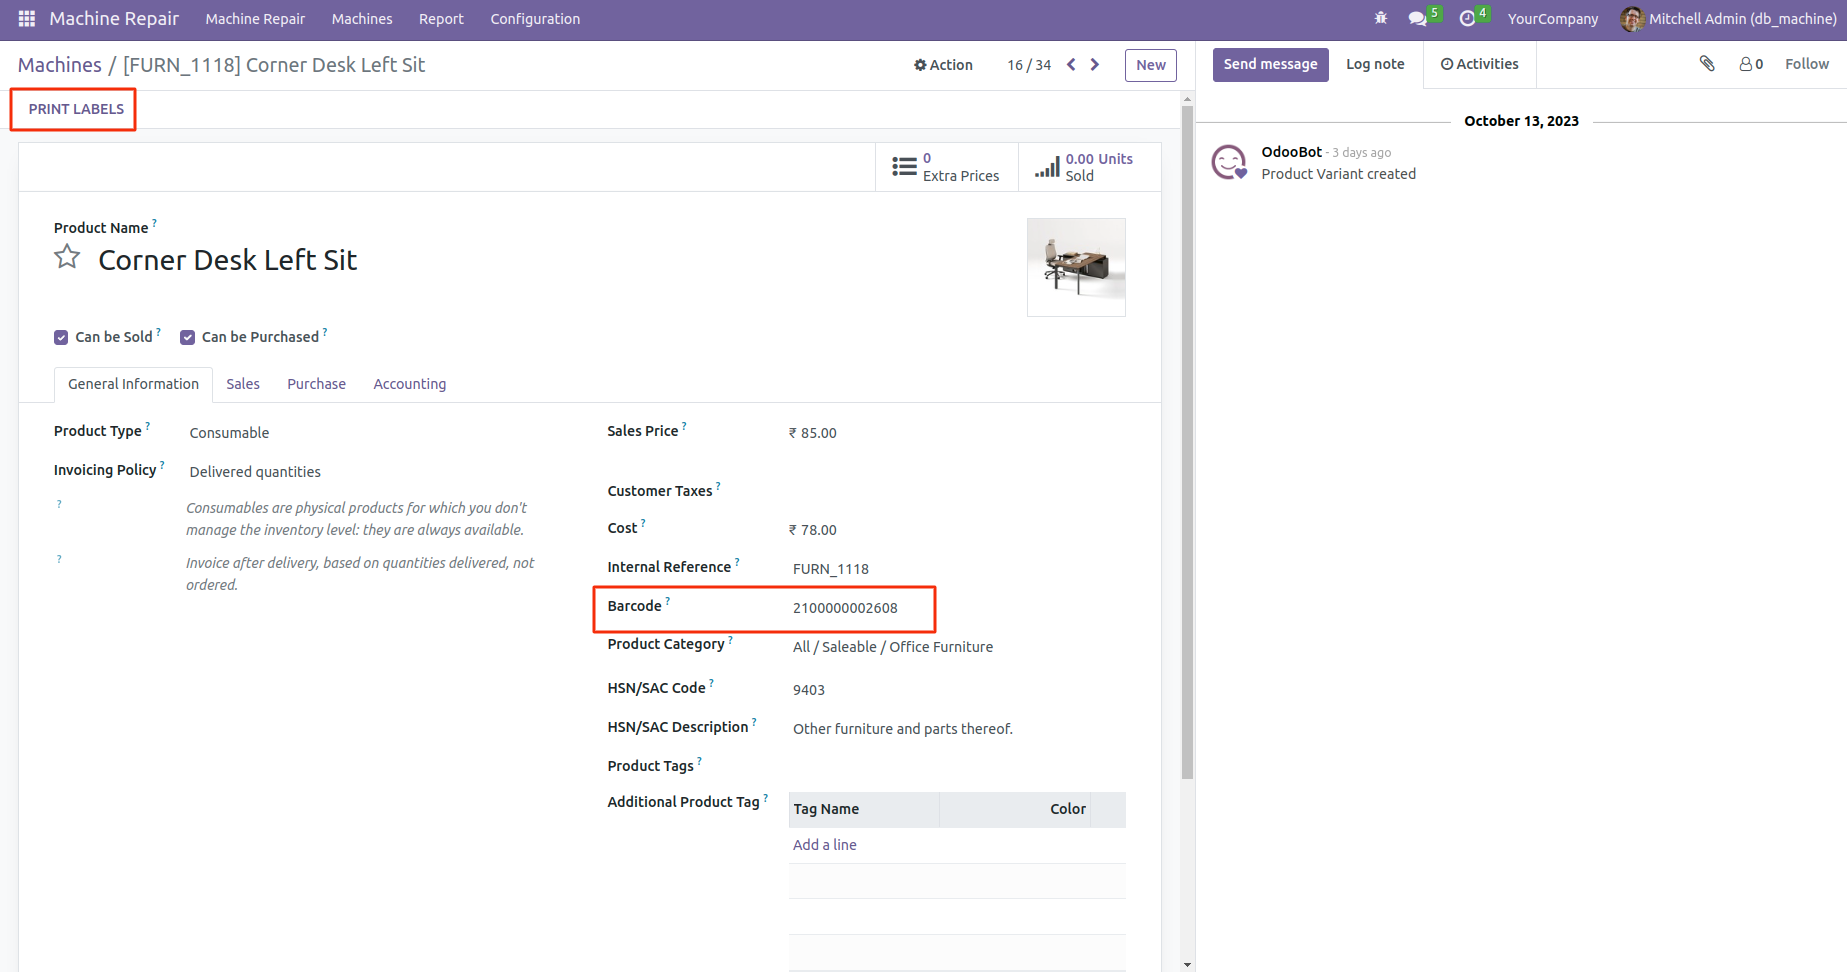 Machine Repair Machine Repair Machines Report Configuration 5 4 YourCompany Mitchell Admin (db_machine)
Machines / [FURN_1118] Corner Desk Left Sit Action 16 / 34 New Send message Log note Activities 0 Follow
PRINT LABELS
October 13, 2023
OdooBot - 3 days ago
Product Variant created
0
Extra Prices
0.00 Units
Sold
Product Name ?
Corner Desk Left Sit
Can be Sold ? Can be Purchased ?
General Information Sales Purchase Accounting
Product Type ? Consumable
Invoicing Policy ? Delivered quantities
? Consumables are physical products for which you don't
manage the inventory level: they are always available.
? Invoice after delivery, based on quantities delivered, not
ordered.
Sales Price ? ₹ 85.00
Customer Taxes ?
Cost ? ₹ 78.00
Internal Reference ? FURN_1118
Barcode ? 2100000002608
Product Category ? All / Saleable / Office Furniture
HSN/SAC Code ? 9403
HSN/SAC Description ? Other furniture and parts thereof.
Product Tags ?
Additional Product Tag ? Tag Name Color
Add a line